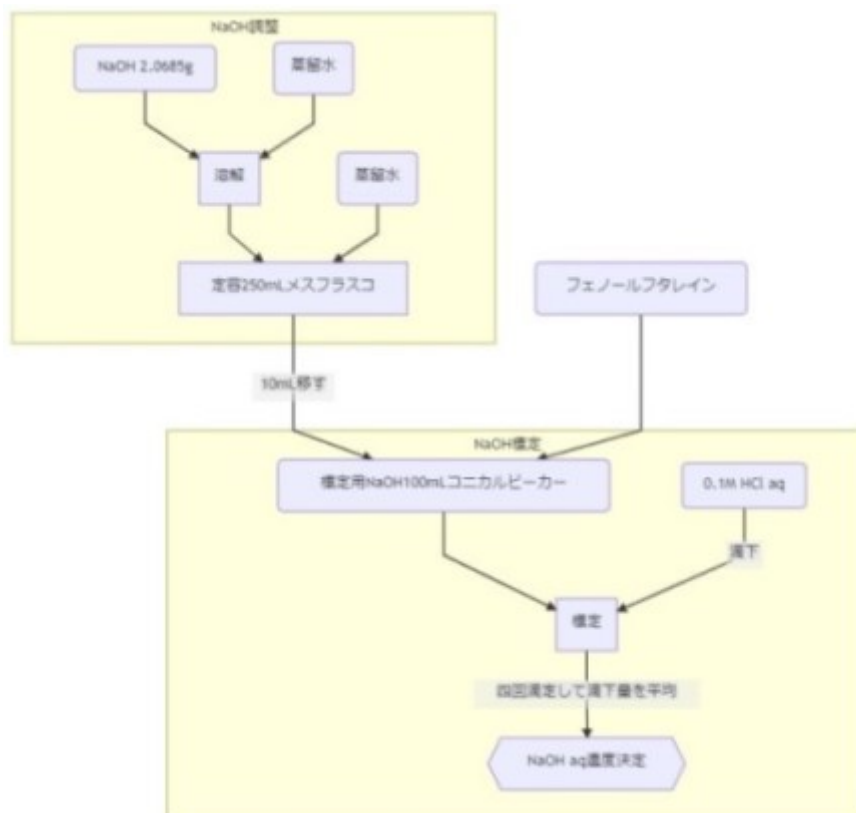 NaOH調整
NaOH 2.0685g
蒸留水
溶解
蒸留水
定容250mLメスフラスコ
フェノールフタレイン
10mL移す
NaOH標定
標定用NaOH100mLコニカルビーカー
0.1M HCl aq
滴下
標定
四回滴定して滴下量を平均
NaOH aq濃度決定